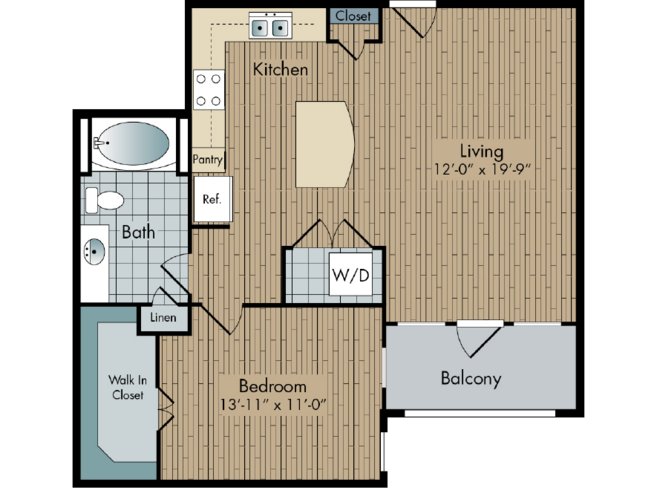 Closet
Kitchen
Living
12'-0" x 19'-9"
Pantry
Ref.
Bath
W/D
Linen
Walk In
Closet
Bedroom
13'-11" x 11'-0"
Balcony